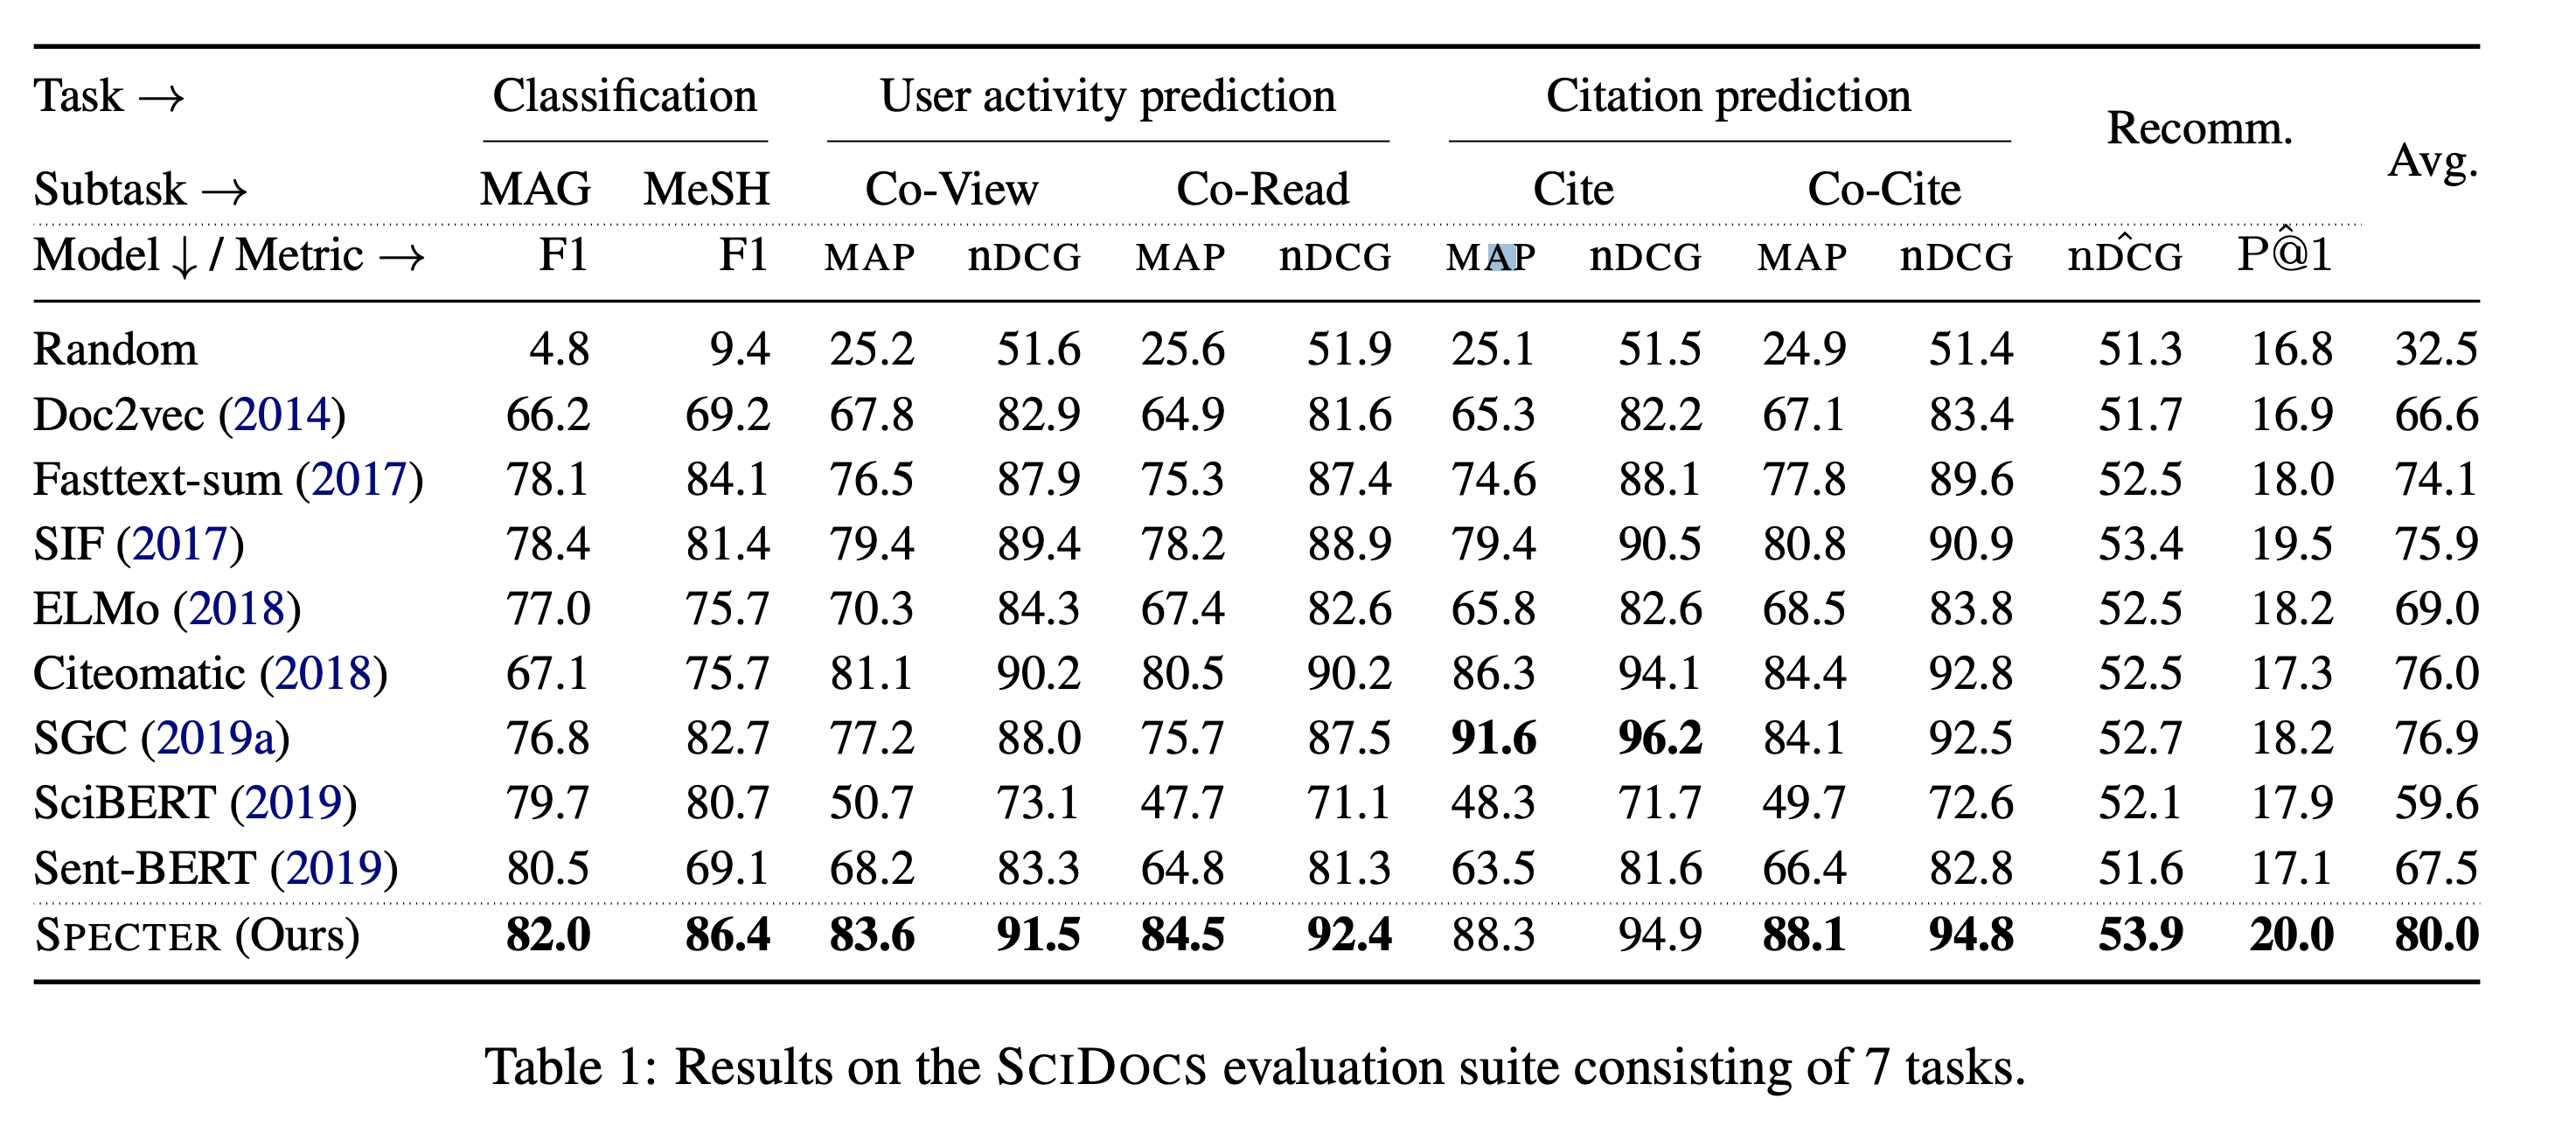 Task → Classification User activity prediction Citation prediction Recomm. Avg.
Subtask → MAG MeSH Co-View Co-Read Cite Co-Cite
Model ↓ / Metric → F1 F1 MAP nDCG MAP nDCG MAP nDCG MAP nDCG nDĈG P@̂1
Random 4.8 9.4 25.2 51.6 25.6 51.9 25.1 51.5 24.9 51.4 51.3 16.8 32.5
Doc2vec (2014) 66.2 69.2 67.8 82.9 64.9 81.6 65.3 82.2 67.1 83.4 51.7 16.9 66.6
Fasttext-sum (2017) 78.1 84.1 76.5 87.9 75.3 87.4 74.6 88.1 77.8 89.6 52.5 18.0 74.1
SIF (2017) 78.4 81.4 79.4 89.4 78.2 88.9 79.4 90.5 80.8 90.9 53.4 19.5 75.9
ELMo (2018) 77.0 75.7 70.3 84.3 67.4 82.6 65.8 82.6 68.5 83.8 52.5 18.2 69.0
Citeomatic (2018) 67.1 75.7 81.1 90.2 80.5 90.2 86.3 94.1 84.4 92.8 52.5 17.3 76.0
SGC (2019a) 76.8 82.7 77.2 88.0 75.7 87.5 91.6 96.2 84.1 92.5 52.7 18.2 76.9
SciBERT (2019) 79.7 80.7 50.7 73.1 47.7 71.1 48.3 71.7 49.7 72.6 52.1 17.9 59.6
Sent-BERT (2019) 80.5 69.1 68.2 83.3 64.8 81.3 63.5 81.6 66.4 82.8 51.6 17.1 67.5
SPECTER (Ours) 82.0 86.4 83.6 91.5 84.5 92.4 88.3 94.9 88.1 94.8 53.9 20.0 80.0
Table 1: Results on the SCIDOCS evaluation suite consisting of 7 tasks.